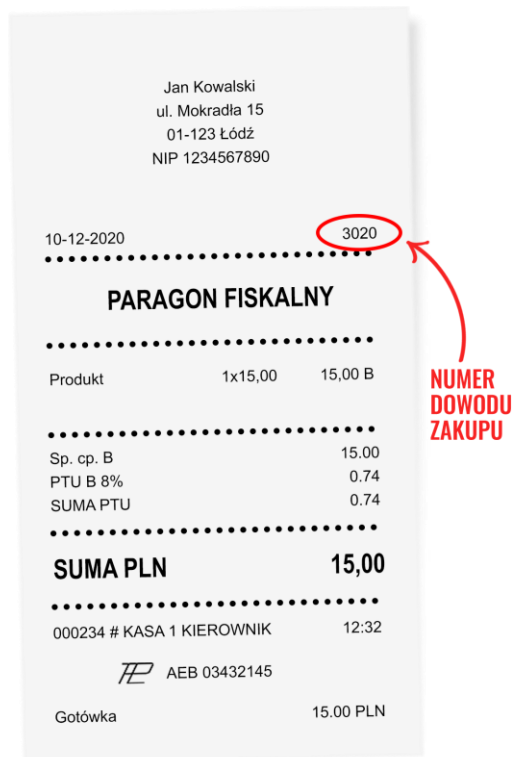 Jan Kowalski
ul. Mokradła 15
01-123 Łódź
NIP 1234567890
10-12-2020 3020
PARAGON FISKALNY
Produkt 1x15,00 15,00 B
Sp. cp. B 15.00
PTU B 8% 0.74
SUMA PTU 0.74
SUMA PLN 15,00
000234 # KASA 1 KIEROWNIK 12:32
AEB 03432145
Gotówka 15.00 PLN
NUMER
DOWODU
ZAKUPU